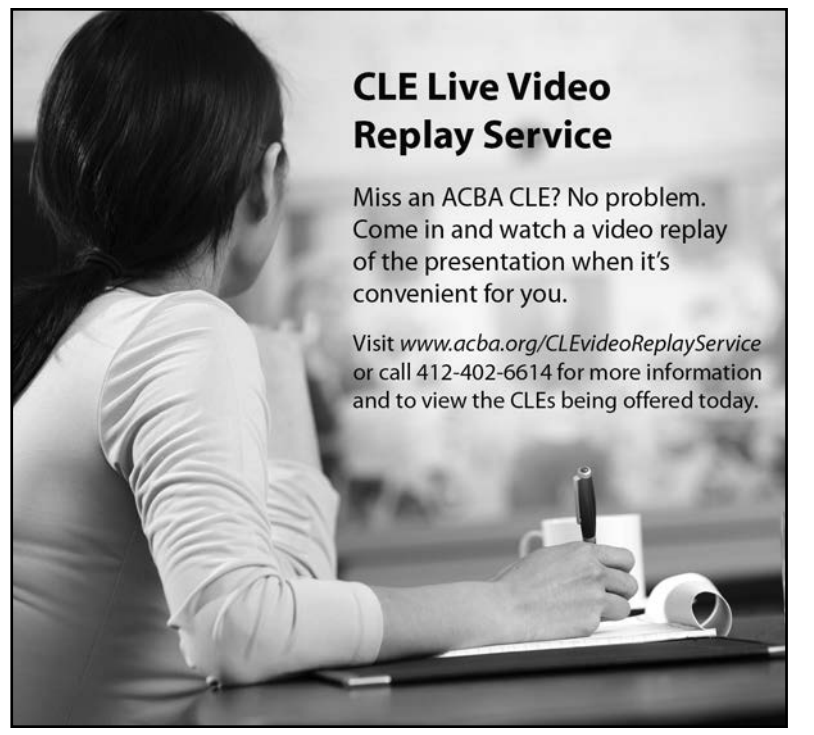 CLE Live Video
Replay Service
Miss an ACBA CLE? No problem.
Come in and watch a video replay
of the presentation when it's
convenient for you.
Visit www.acba.org/CLEvideoReplayService
or call 412-402-6614 for more information
and to view the CLEs being offered today.